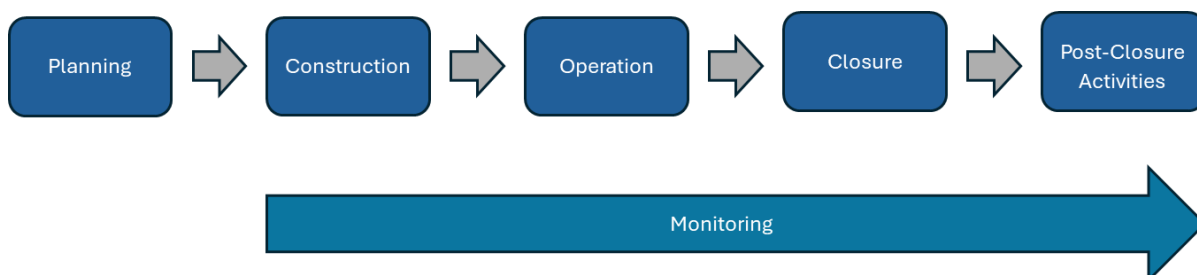 Planning
Construction
Operation
Closure
Post-Closure
Activities
Monitoring